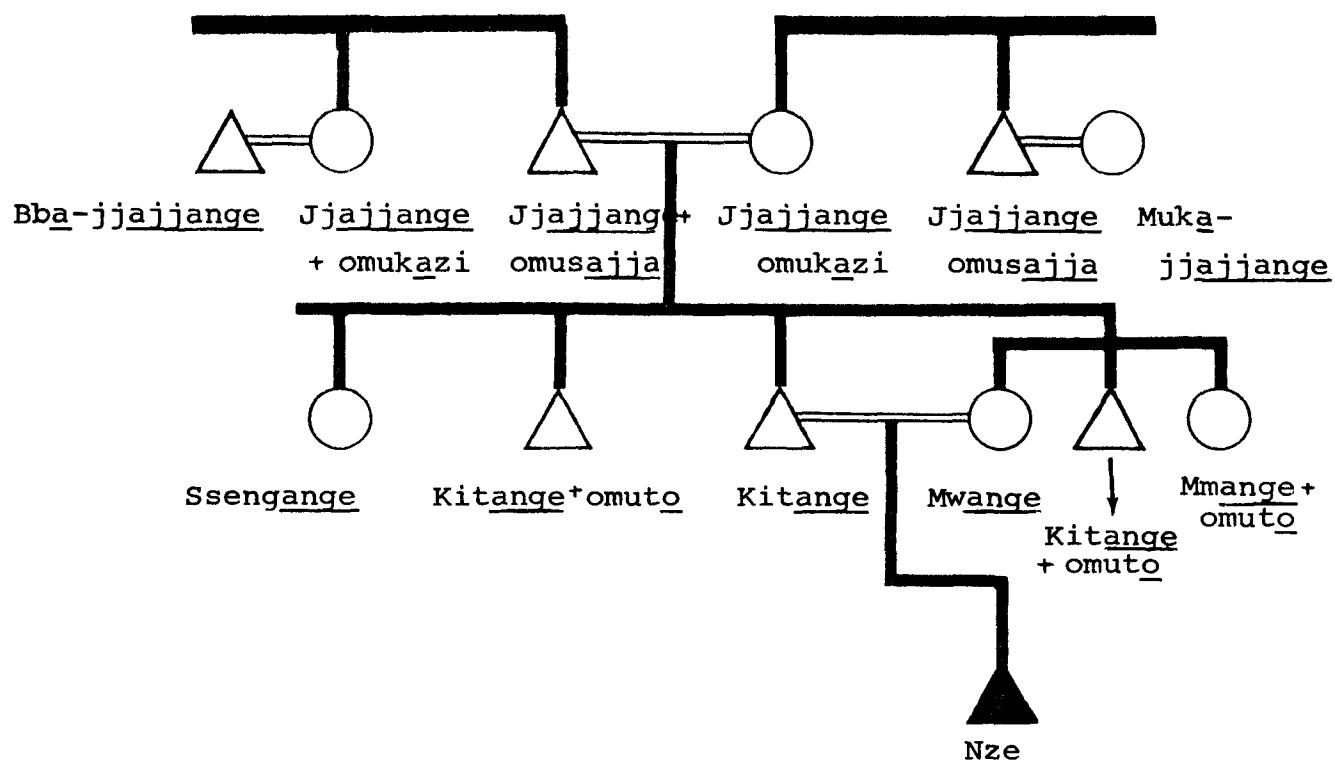 Bba-jjajjange Jjajjange Jjajjange+ Jjajjange Jjajjange Muka-
+ omukazi omusajja omukazi omusajja jjajjange
Ssengange Kitange+omuto Kitange Mwange Mmange+
omuto
Kitange
+ omuto
Nze